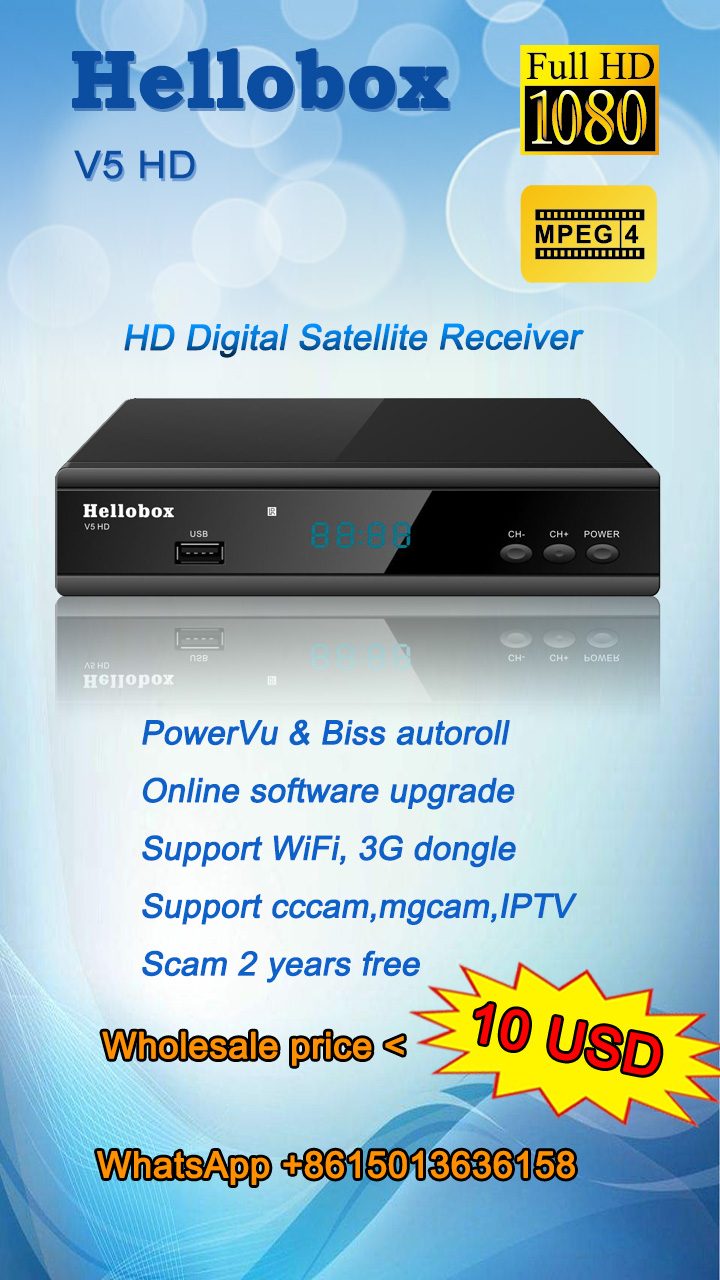 Hellobox
Full HD
1080
V5 HD
MPEG 4
HD Digital Satellite Receiver
Hellobox
V5 HD
USB
88:88
CH- CH+ POWER
PowerVu & Biss autoroll
Online software upgrade
Support WiFi, 3G dongle
Support cccam,mgcam,IPTV
Scam 2 years free
Wholesale price < 10 USD
WhatsApp +8615013636158